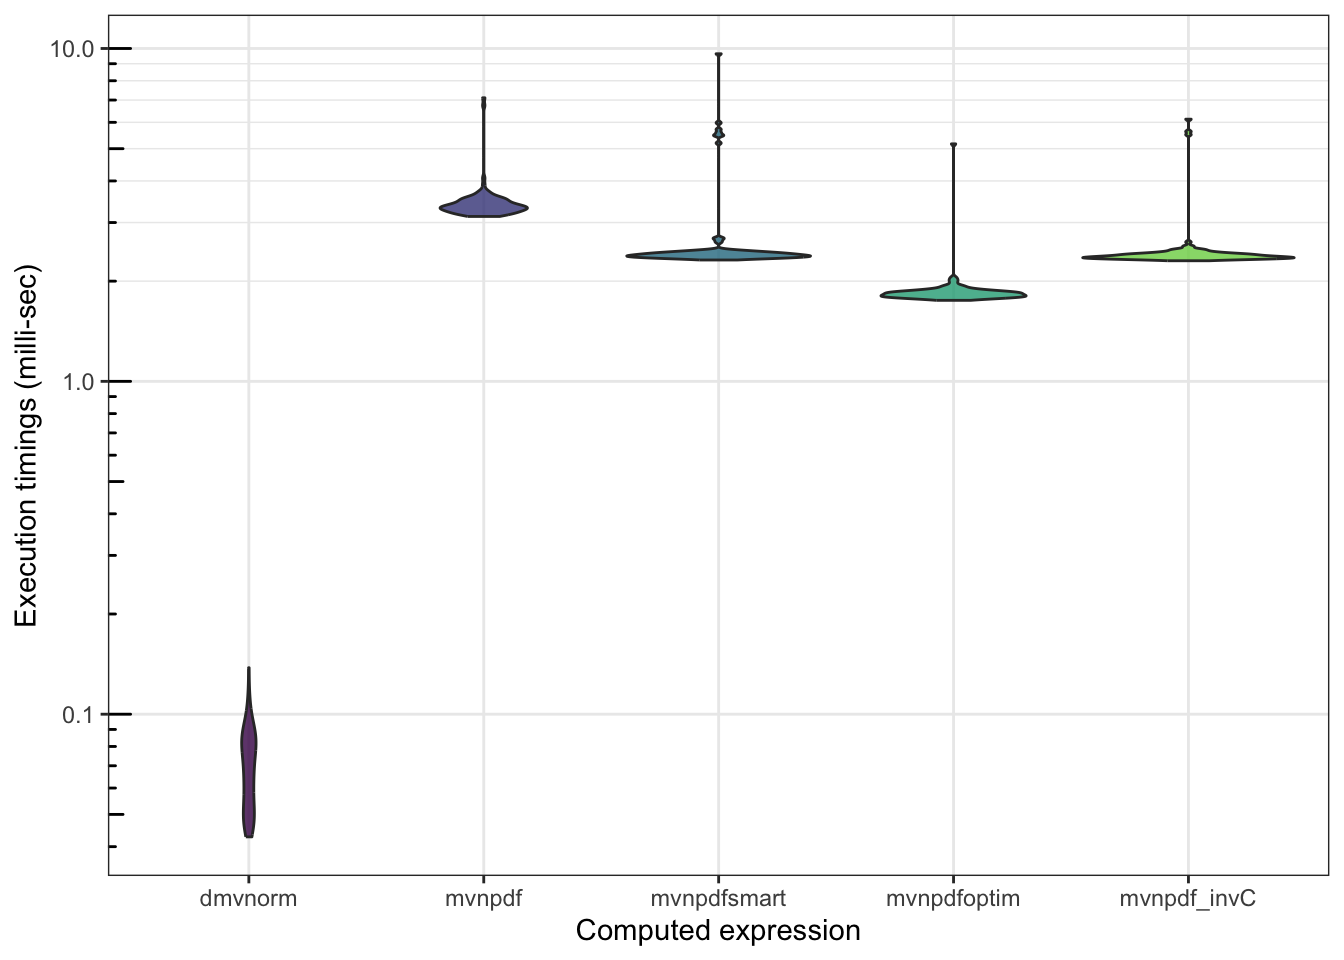 Execution timings (milli-sec)
10.0
1.0
0.1
dmvnorm mvnpdf mvnpdfsmart mvnpdfoptim mvnpdf_invC
Computed expression